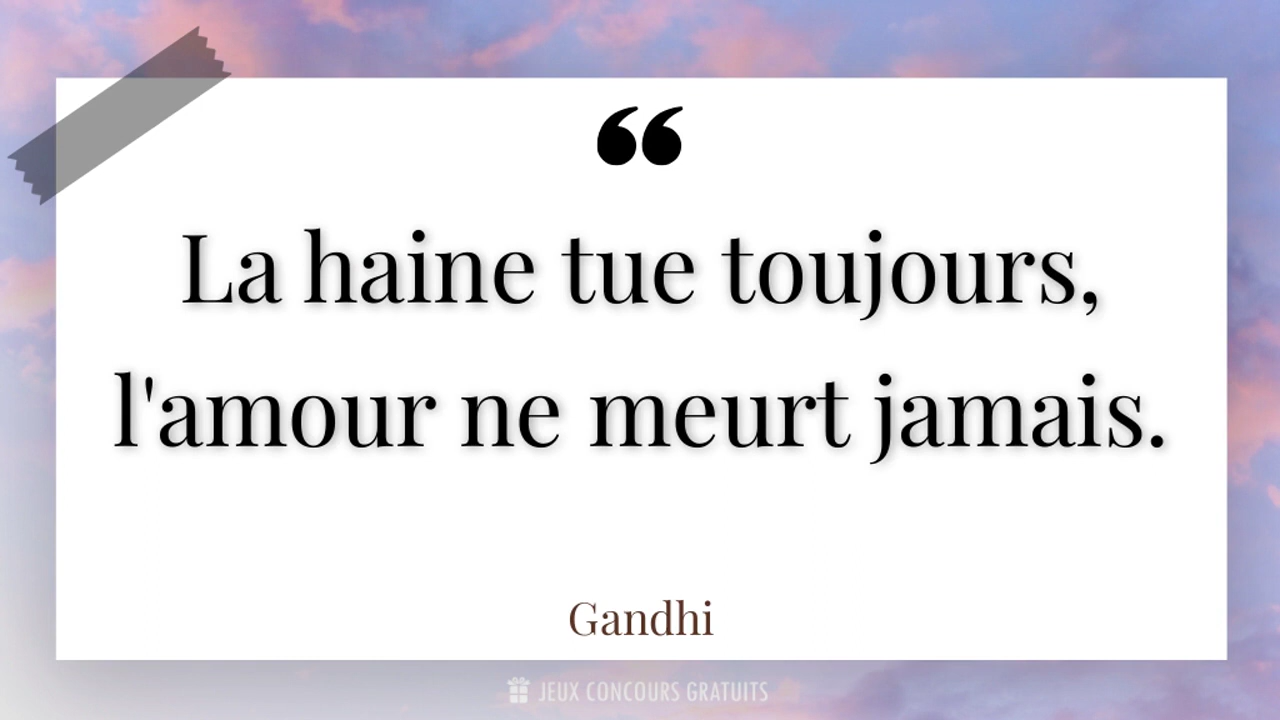 “
La haine tue toujours,
l'amour ne meurt jamais.
Gandhi
JEUX CONCOURS GRATUITS